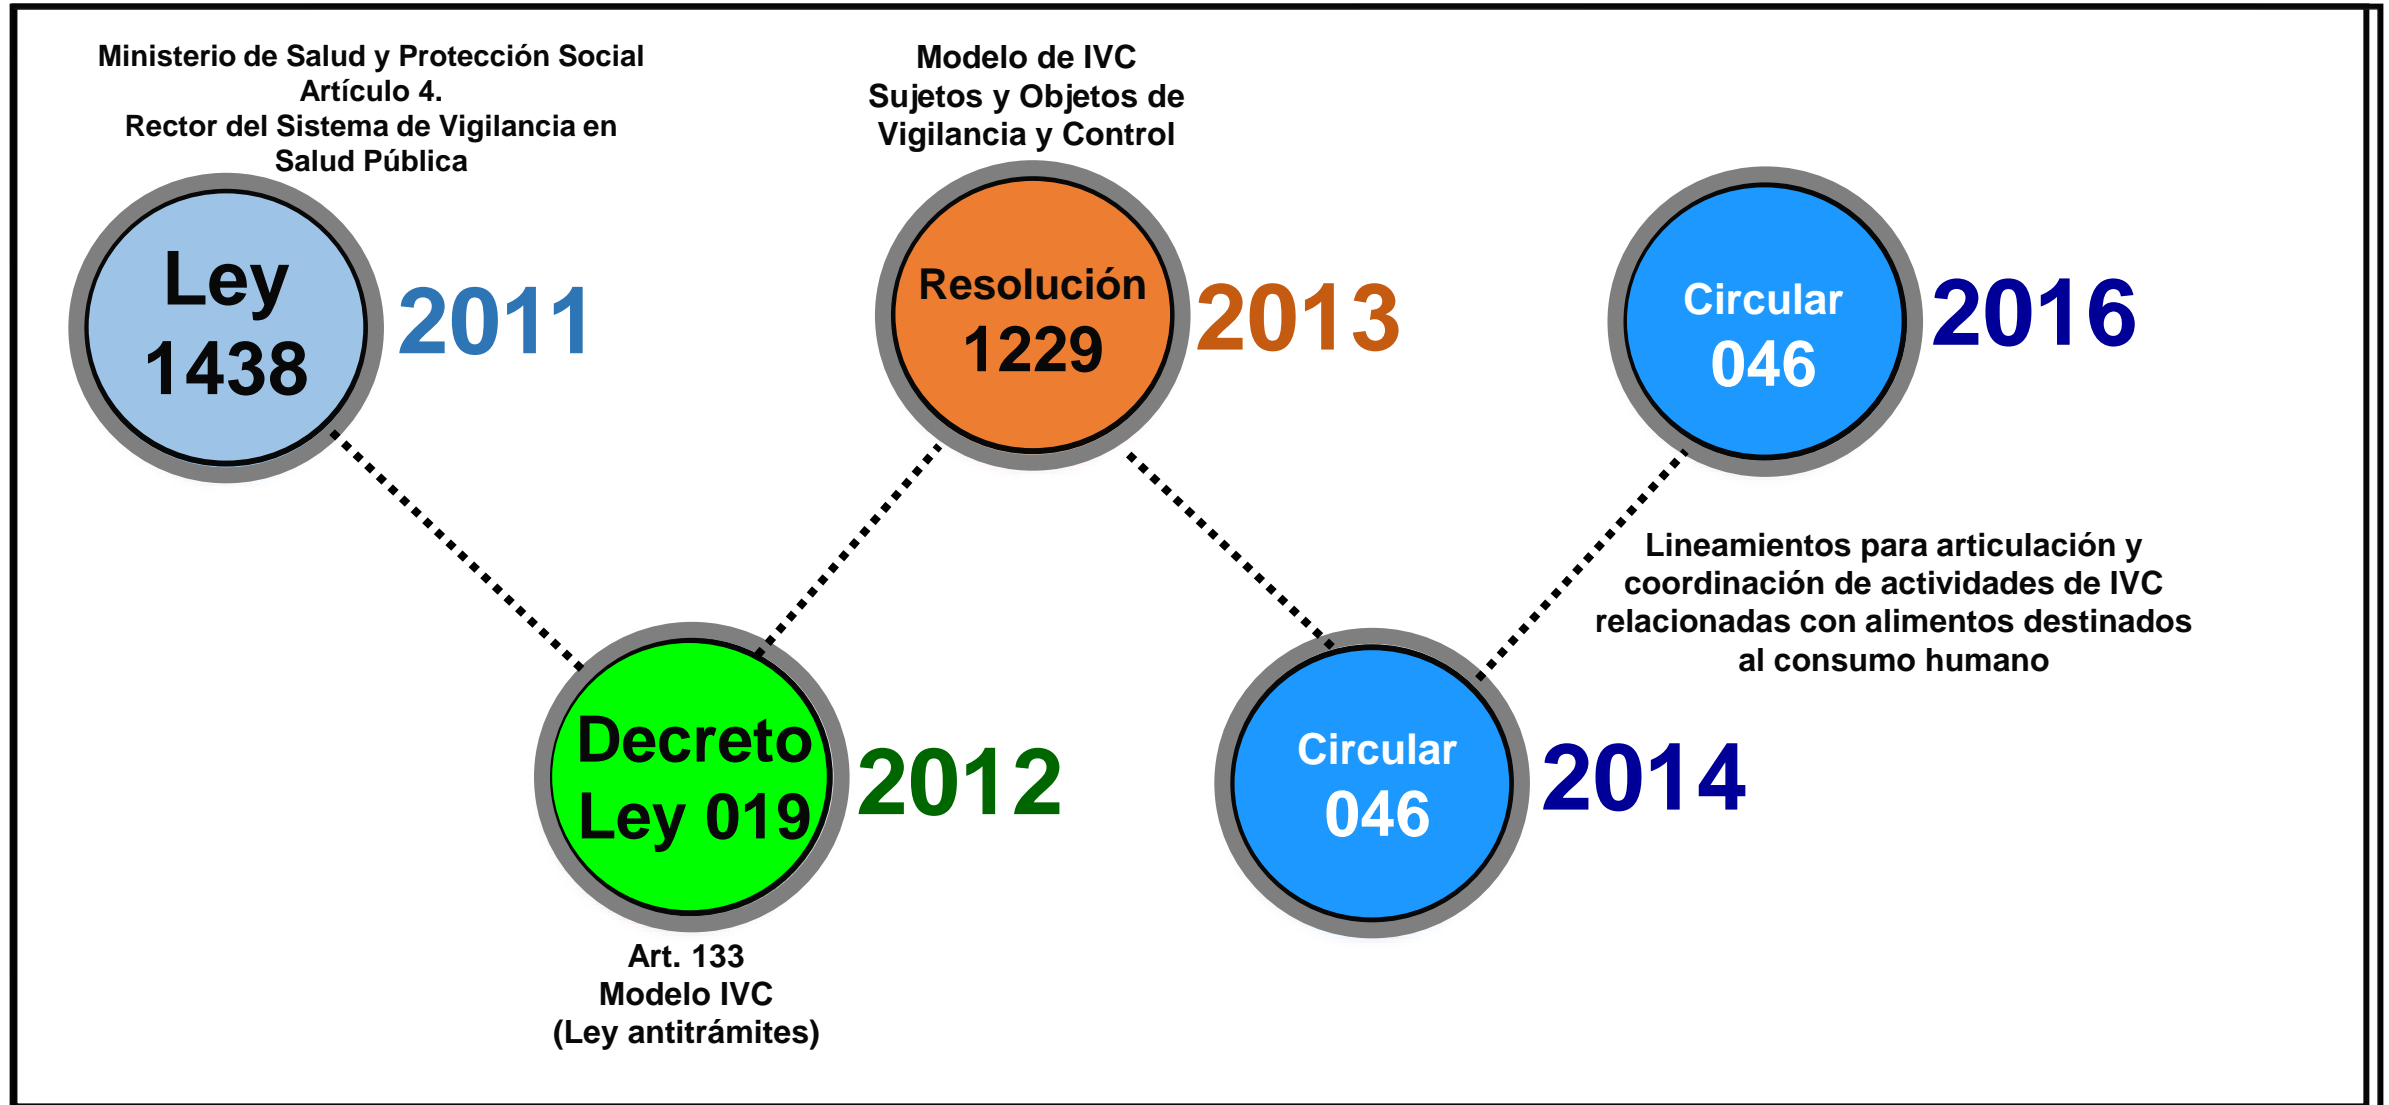 Ministerio de Salud y Protección Social
Artículo 4.
Rector del Sistema de Vigilancia en
Salud Pública
Ley
1438
2011
Decreto
Ley 019
2012
Art. 133
Modelo IVC
(Ley antitrámites)
Modelo de IVC
Sujetos y Objetos de
Vigilancia y Control
Resolución
1229
2013
Circular
046
2014
Circular
046
2016
Lineamientos para articulación y
coordinación de actividades de IVC
relacionadas con alimentos destinados
al consumo humano